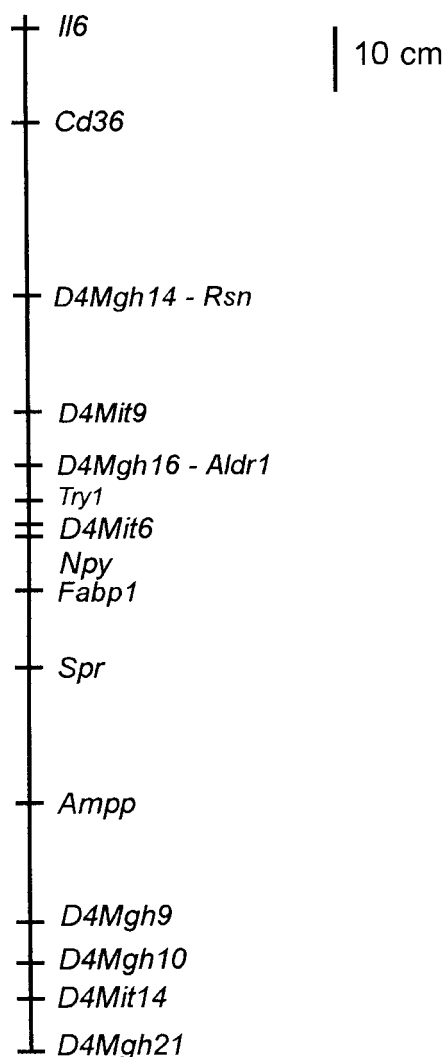 Il6
10 cm
Cd36
D4Mgh14 - Rsn
D4Mit9
D4Mgh16 - Aldr1
Try1
D4Mit6
Npy
Fabp1
Spr
Ampp
D4Mgh9
D4Mgh10
D4Mit14
D4Mgh21